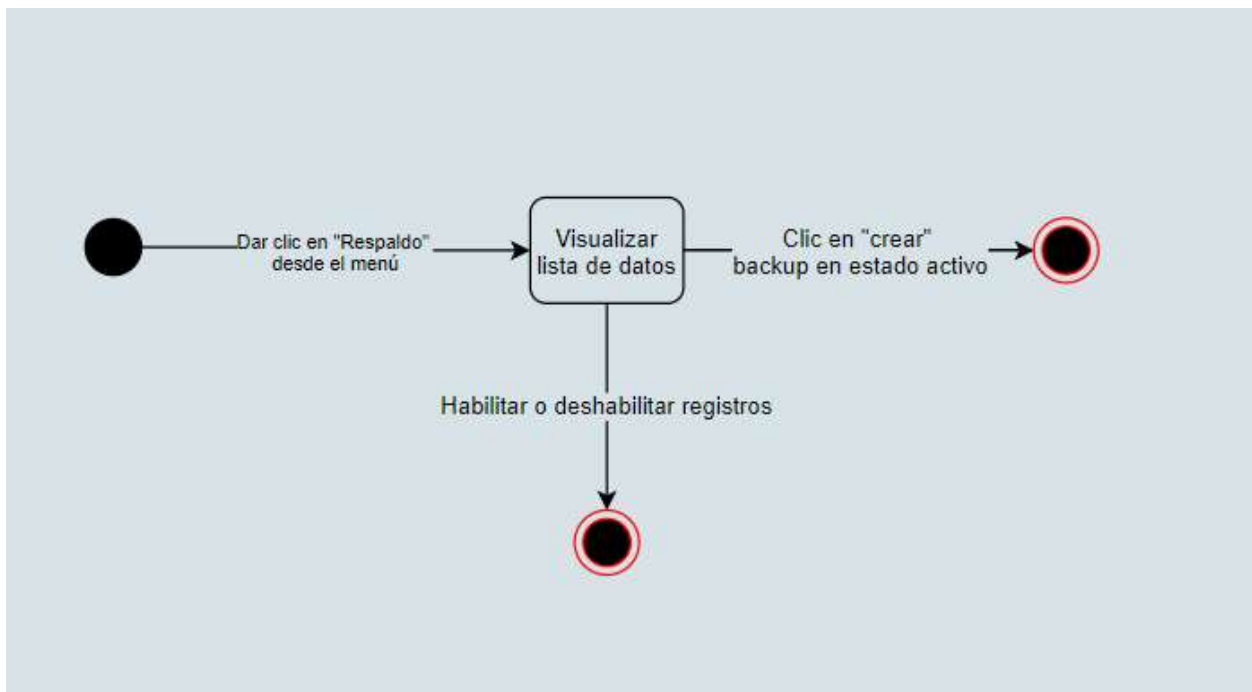 Dar clic en "Respaldo"
desde el menú
Visualizar
lista de datos
Clic en "crear"
backup en estado activo
Habilitar o deshabilitar registros